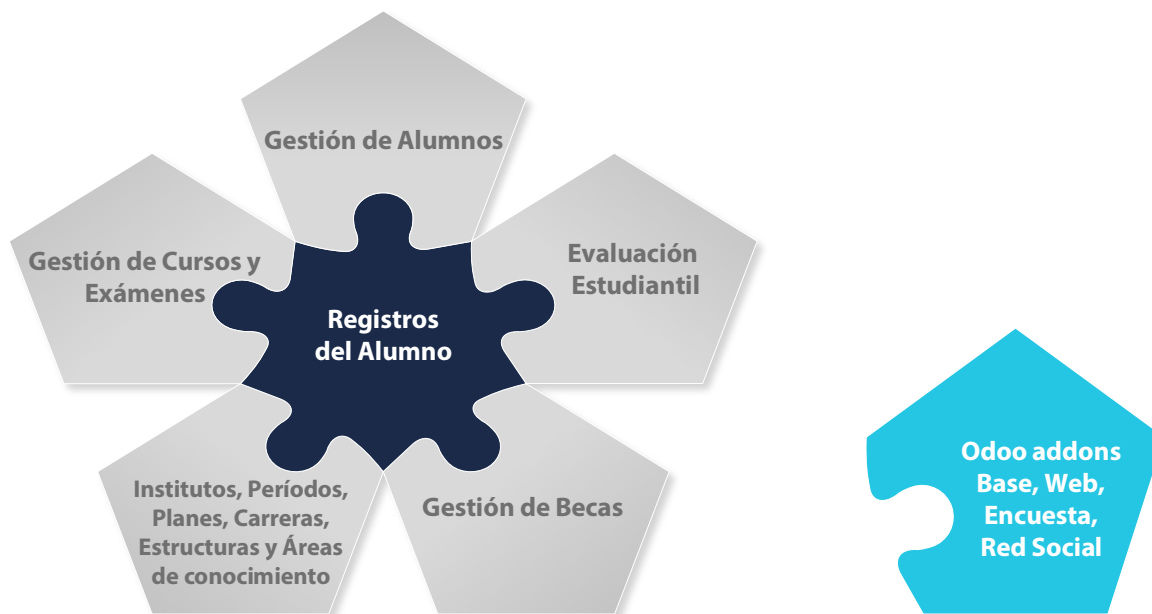 Gestión de Alumnos
Gestión de Cursos y
Exámenes
Evaluación
Estudiantil
Registros
del Alumno
Institutos, Períodos,
Planes, Carreras,
Estructuras y Áreas
de conocimiento
Gestión de Becas
Odoo addons
Base, Web,
Encuesta,
Red Social